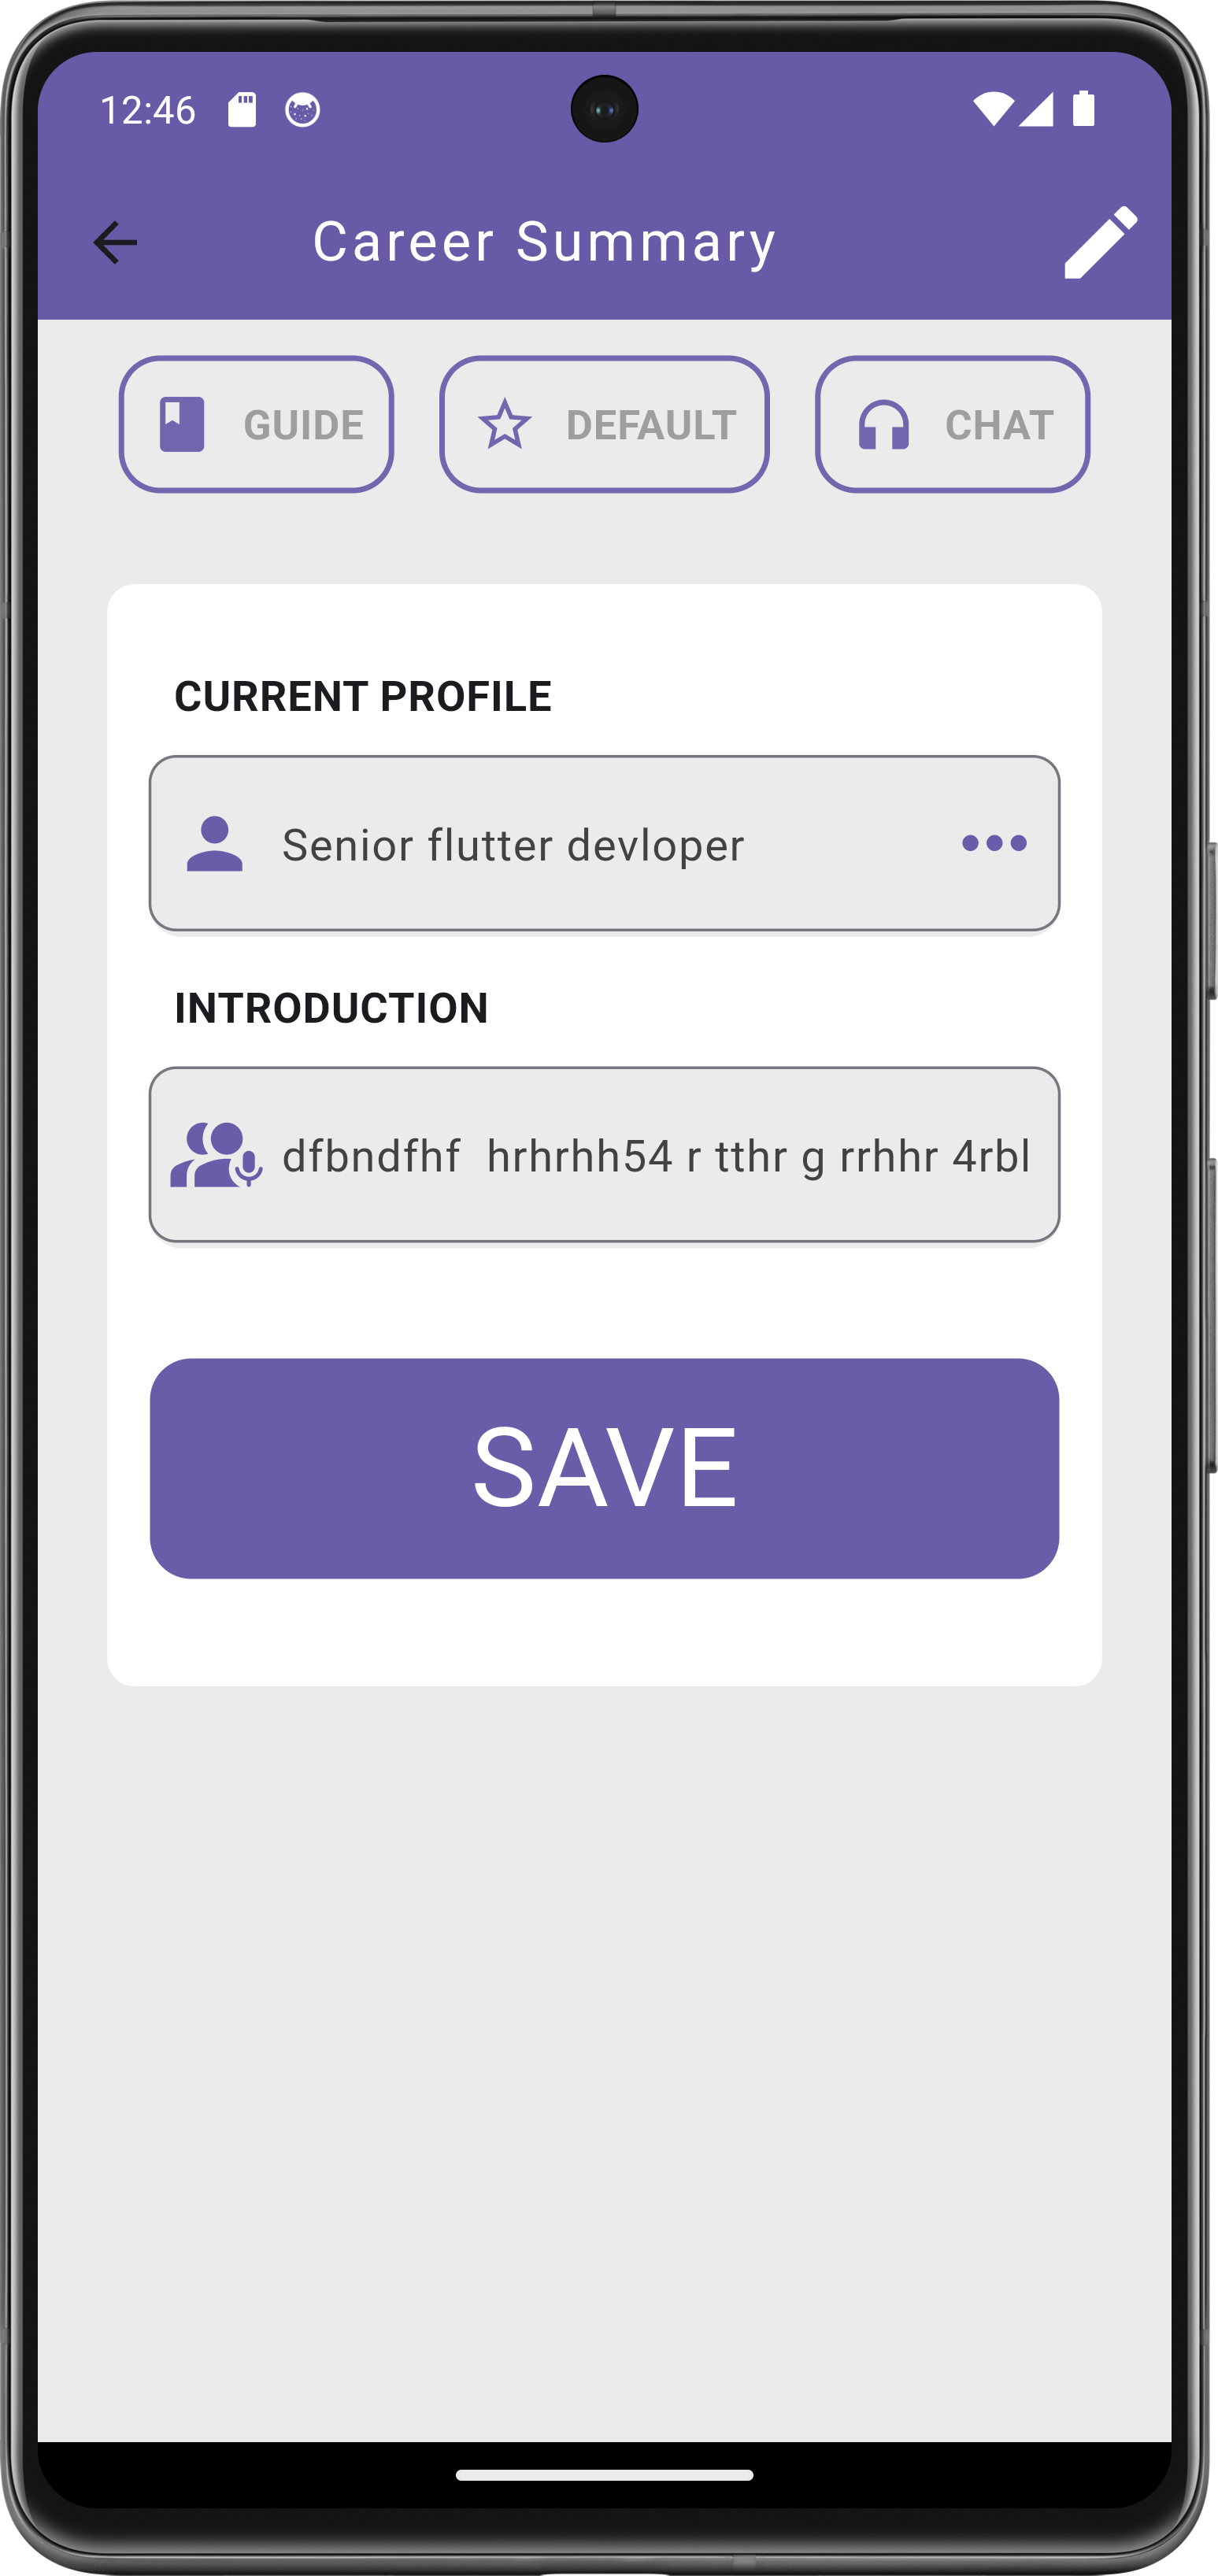 12:46
Career Summary
GUIDE DEFAULT CHAT
CURRENT PROFILE
Senior flutter devloper
INTRODUCTION
dfbndfhf  hrhrhh54 r tthr g rrhhr 4rbl
SAVE